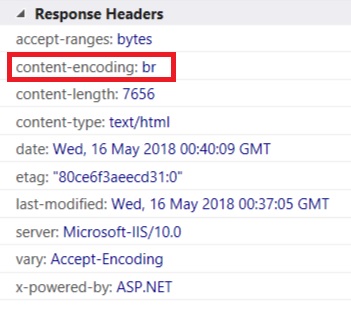 Response Headers
accept-ranges: bytes
content-encoding: br
content-length: 7656
content-type: text/html
date: Wed, 16 May 2018 00:40:09 GMT
etag: "80ce6f3aeecd31:0"
last-modified: Wed, 16 May 2018 00:37:05 GMT
server: Microsoft-IIS/10.0
vary: Accept-Encoding
x-powered-by: ASP.NET